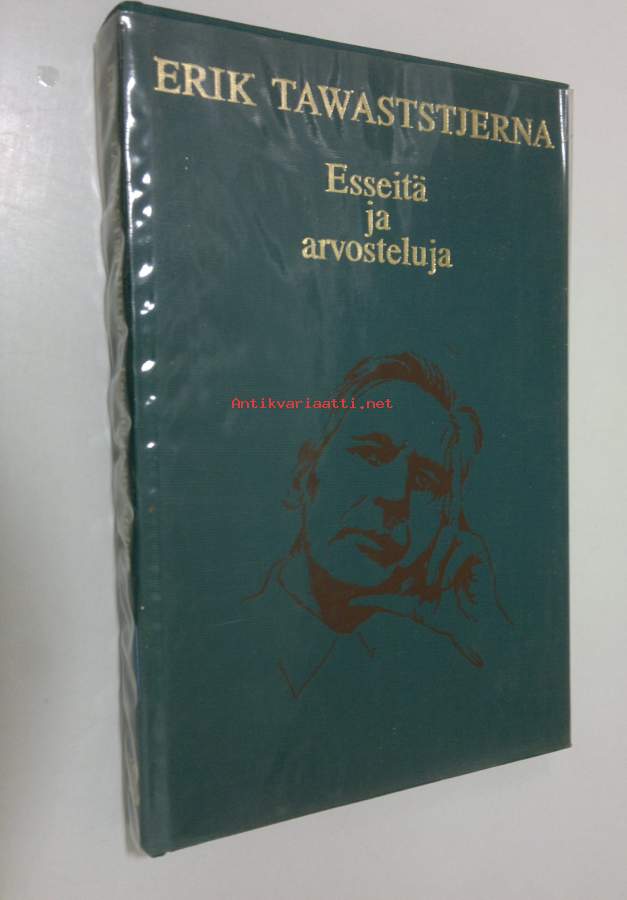 ERIK TAWASTSTJERNA
Esseitä
ja
arvosteluja
Antikvariaatti.net